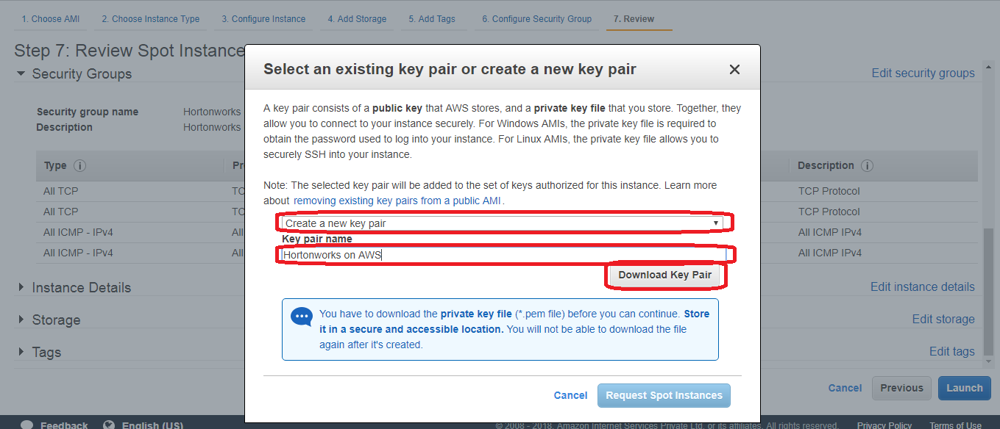 1. Choose AMI 2. Choose Instance Type 3. Configure Instance 4. Add Storage 5. Add Tags 6. Configure Security Group 7. Review
Step 7: Review Spot Instance
Security Groups
Edit security groups
Security group name Hortonworks
Description Hortonworks
Type i Pr Description i
All TCP TC TCP Protocol
All TCP TC TCP Protocol
All ICMP - IPv4 All All ICMP IPv4
All ICMP - IPv4 All All ICMP IPv4
Instance Details Edit instance details
Storage Edit storage
Tags Edit tags
Cancel Previous Launch
Select an existing key pair or create a new key pair
A key pair consists of a public key that AWS stores, and a private key file that you store. Together, they
allow you to connect to your instance securely. For Windows AMIs, the private key file is required to
obtain the password used to log into your instance. For Linux AMIs, the private key file allows you to
securely SSH into your instance.
Note: The selected key pair will be added to the set of keys authorized for this instance. Learn more
about removing existing key pairs from a public AMI.
Create a new key pair
Key pair name
Hortonworks on AWS
Download Key Pair
You have to download the private key file (*.pem file) before you can continue. Store
it in a secure and accessible location. You will not be able to download the file
again after it's created.
Cancel Request Spot Instances
Feedback English (US) © 2008 - 2018, Amazon Internet Services Private Ltd. or its affiliates. All rights reserved. Privacy Policy Terms of Use